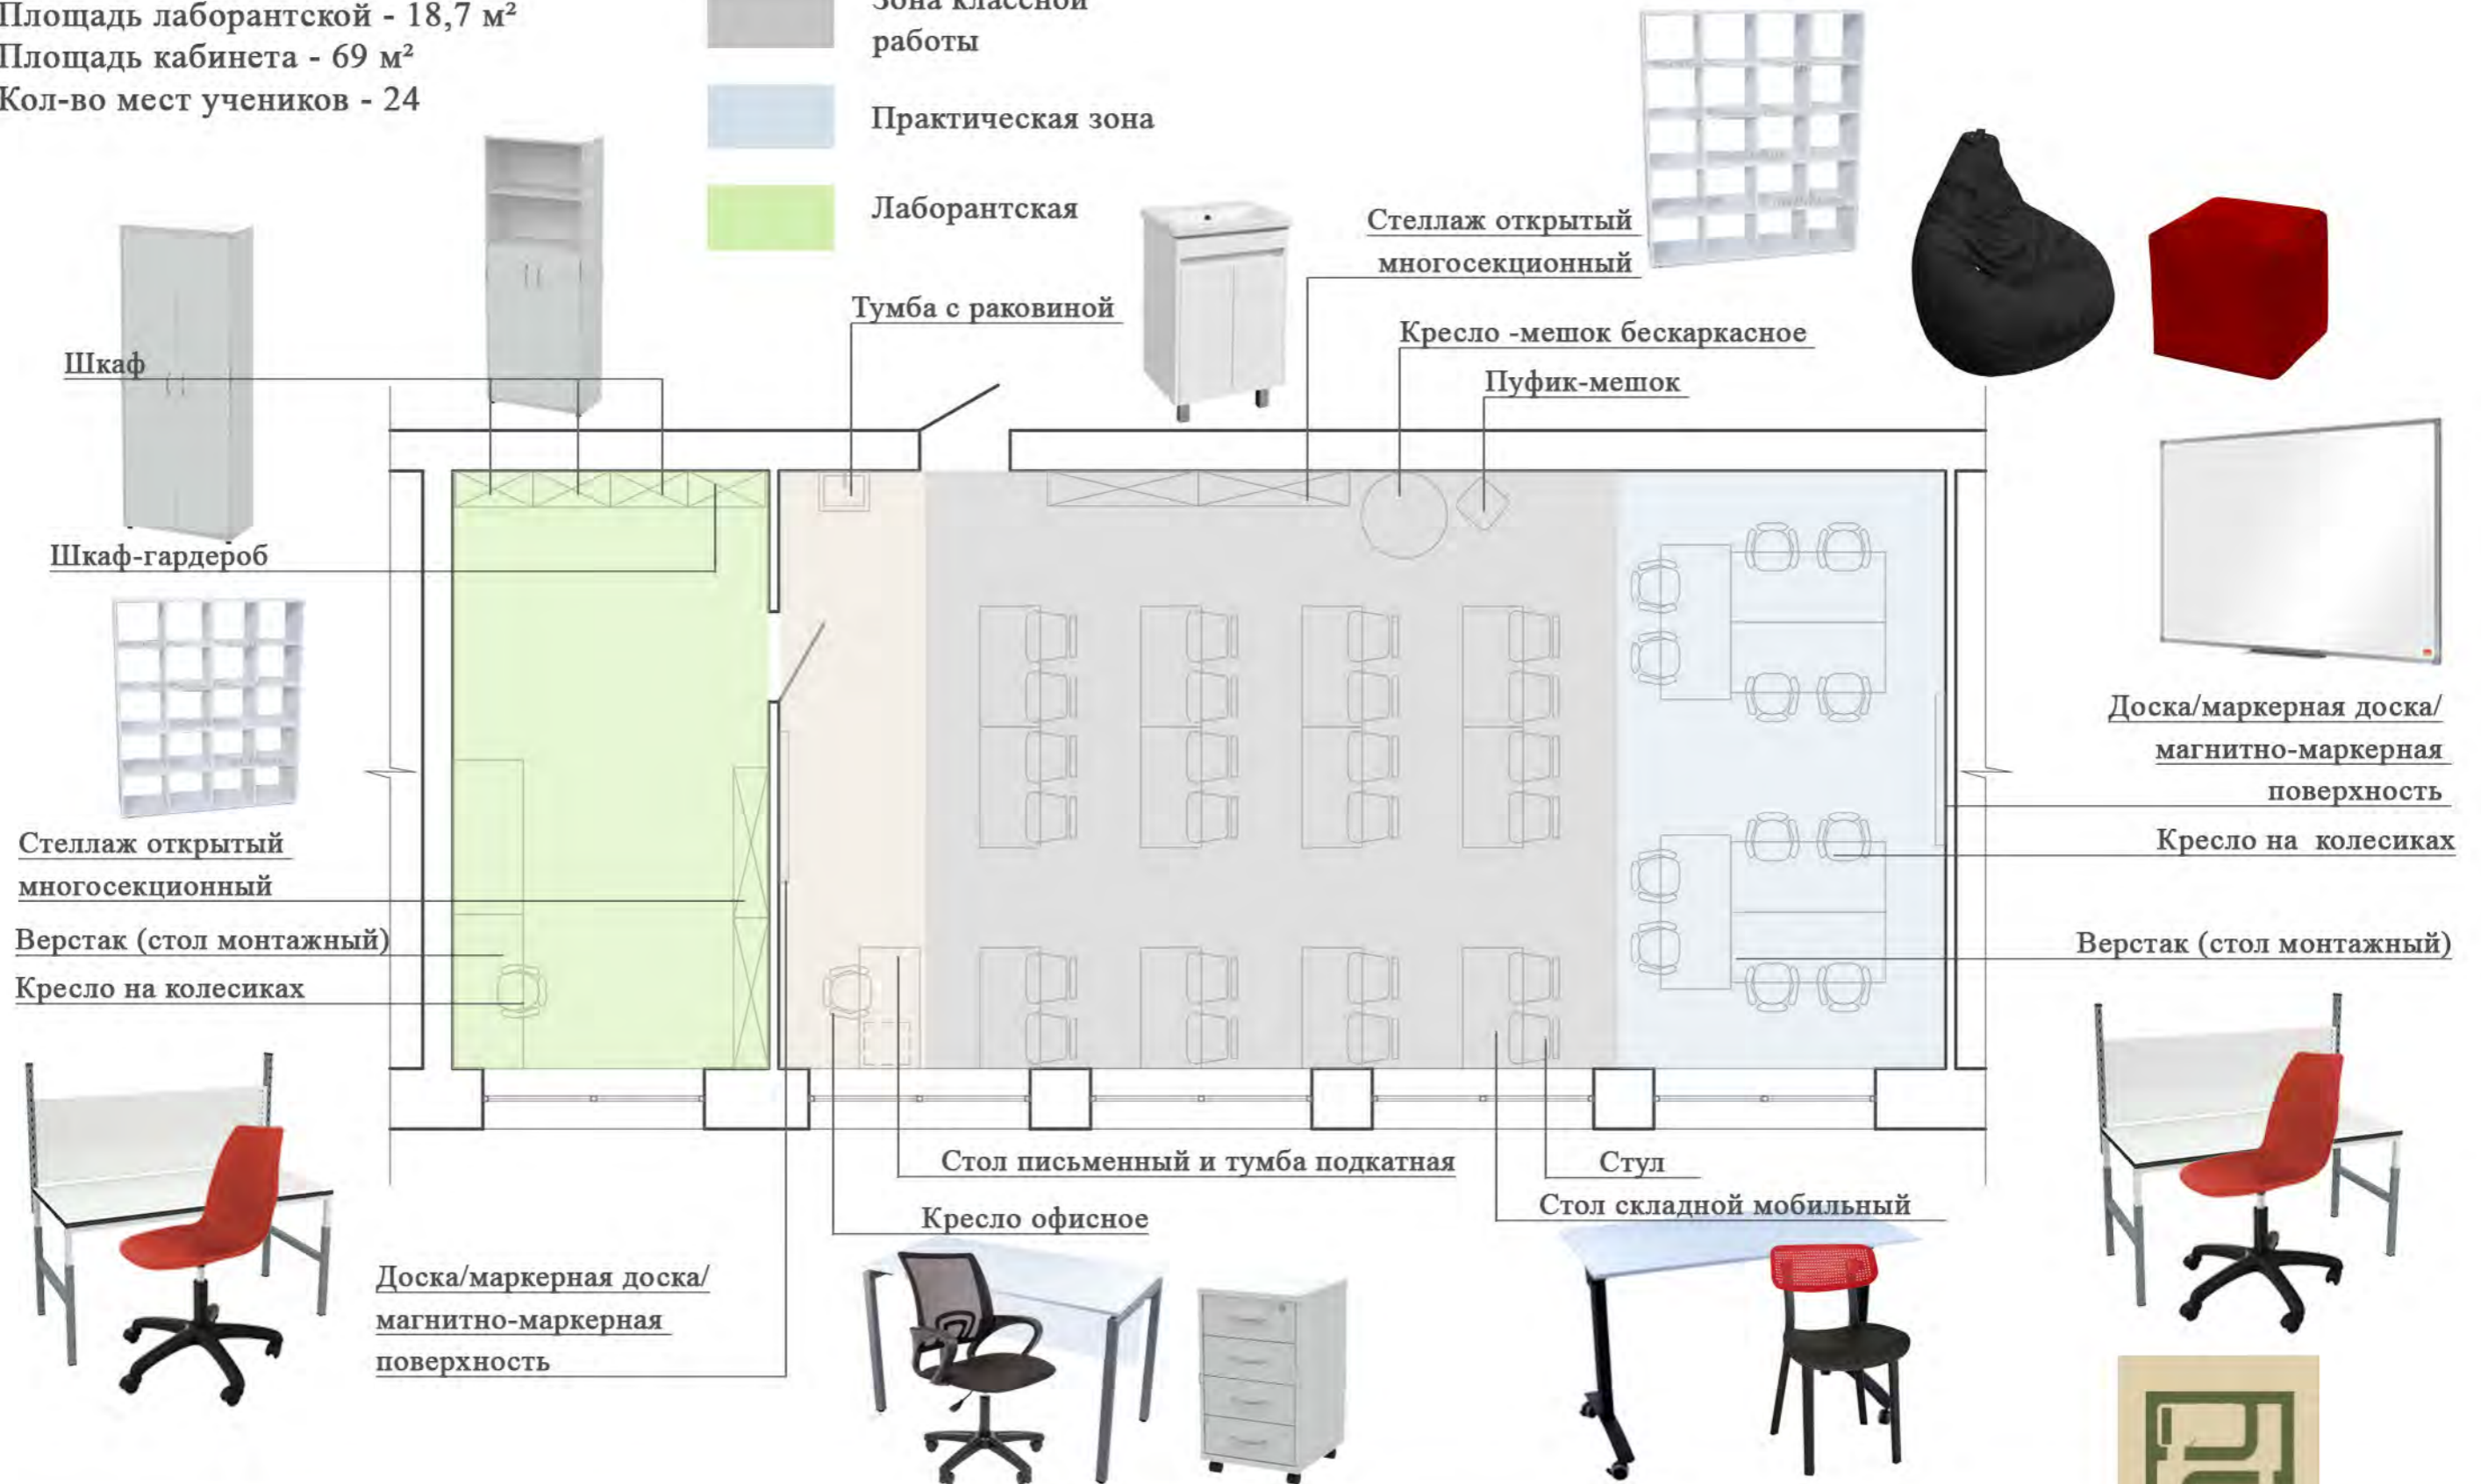 Площадь лаборантской - 18,7 м²
Площадь кабинета - 69 м²
Кол-во мест учеников - 24
Зона классной
работы
Практическая зона
Лаборантская
Стеллаж открытый
многосекционный
Тумба с раковиной
Кресло -мешок бескаркасное
Пуфик-мешок
Шкаф
Шкаф-гардероб
Доска/маркерная доска/
магнитно-маркерная
поверхность
Кресло на колесиках
Верстак (стол монтажный)
Стеллаж открытый
многосекционный
Верстак (стол монтажный)
Кресло на колесиках
Стол письменный и тумба подкатная
Стул
Стол складной мобильный
Кресло офисное
Доска/маркерная доска/
магнитно-маркерная
поверхность